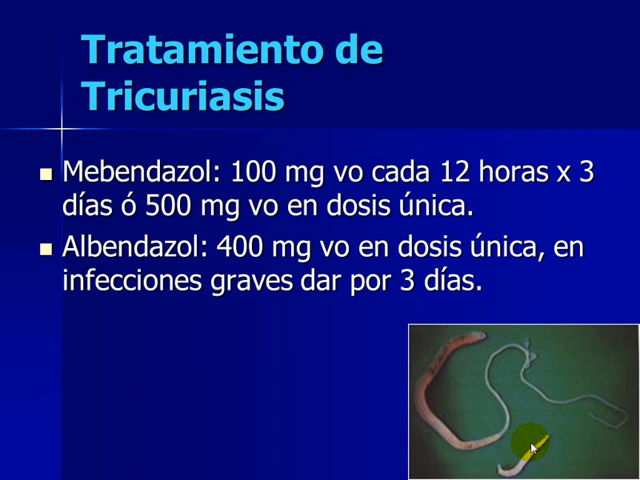 Tratamiento de
Tricuriasis
Mebendazol: 100 mg vo cada 12 horas x 3
días ó 500 mg vo en dosis única.
Albendazol: 400 mg vo en dosis única, en
infecciones graves dar por 3 días.